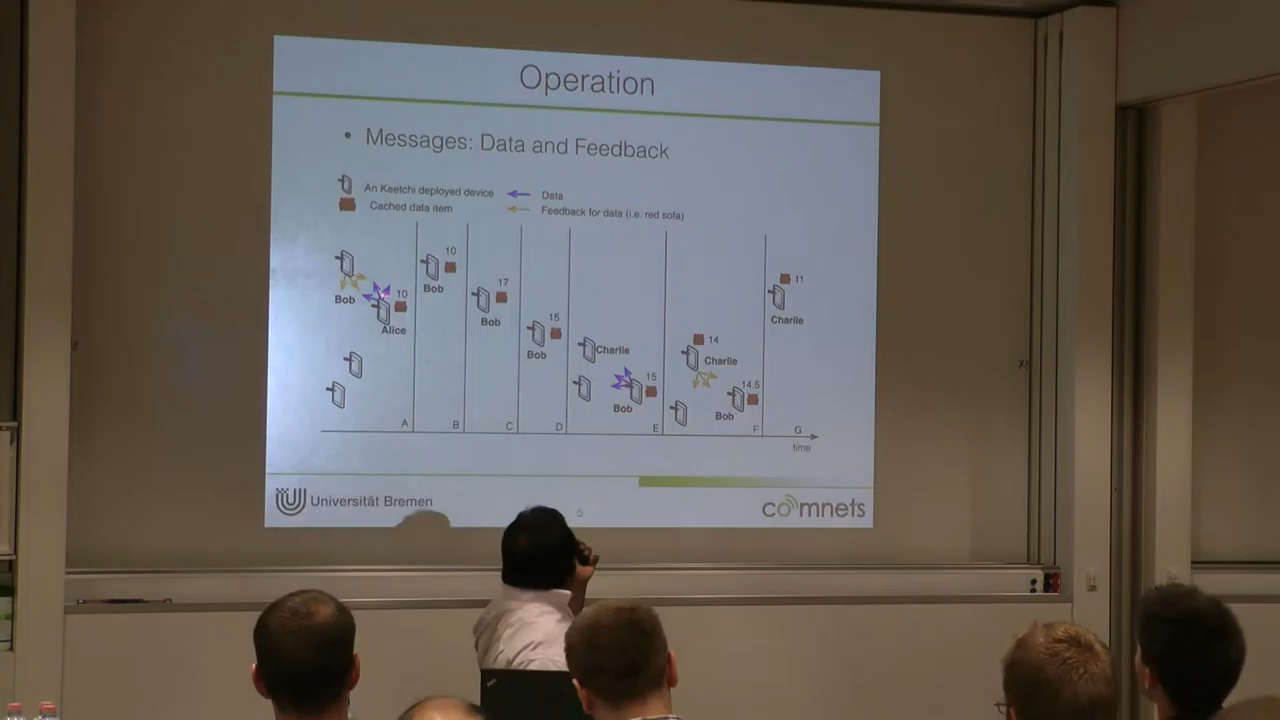 Operation
• Messages: Data and Feedback
An Keetchi deployed device
Data
Cached data item
Feedback for data (i.e. red sofa)
Bob
10
Alice
A
10
Bob
B
17
Bob
C
15
Bob
D
Charlie
15
Bob
E
14
Charlie
14.5
Bob
F
11
Charlie
G
time
Universität Bremen
5
comnets